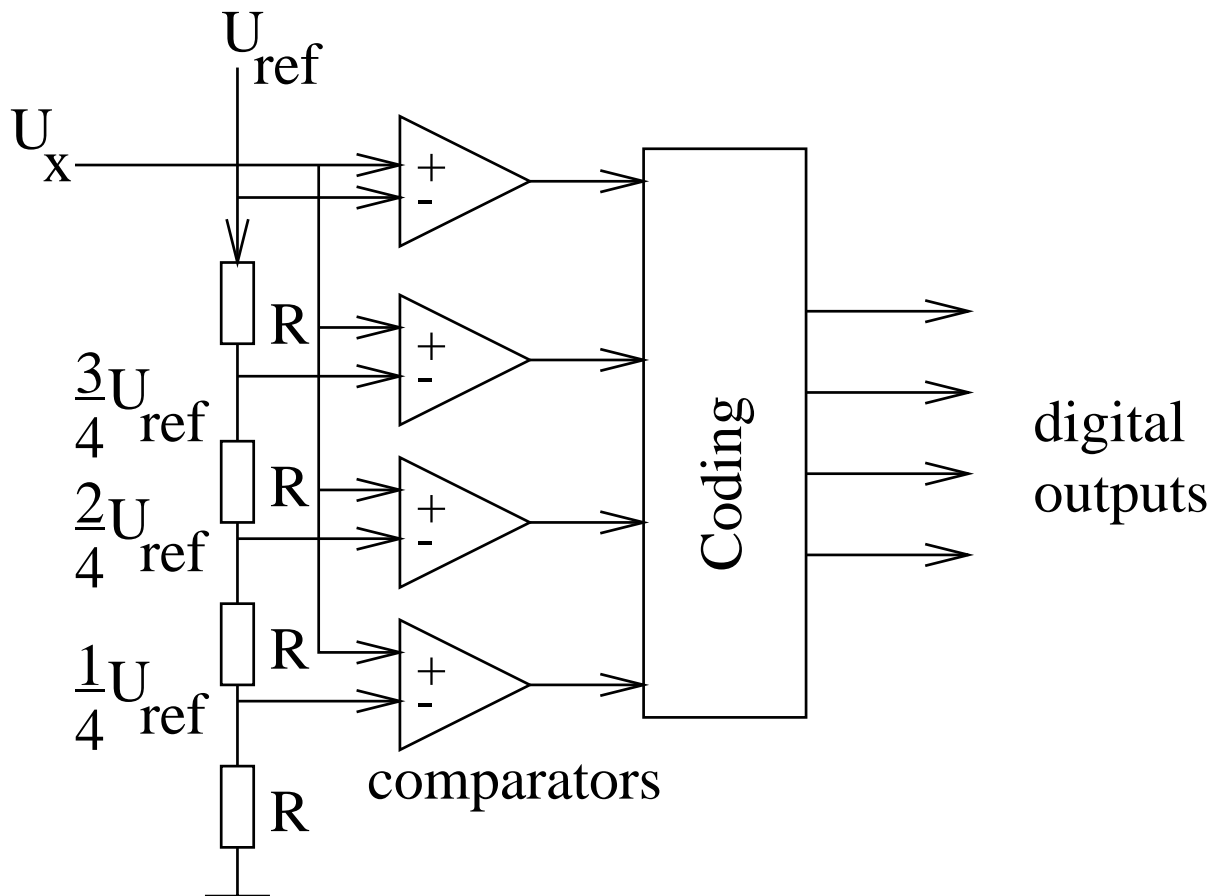 U ref
U x
+
-
R
+
-
3/4 U ref
R
+
-
2/4 U ref
Coding
digital
outputs
R
+
-
1/4 U ref
comparators
R